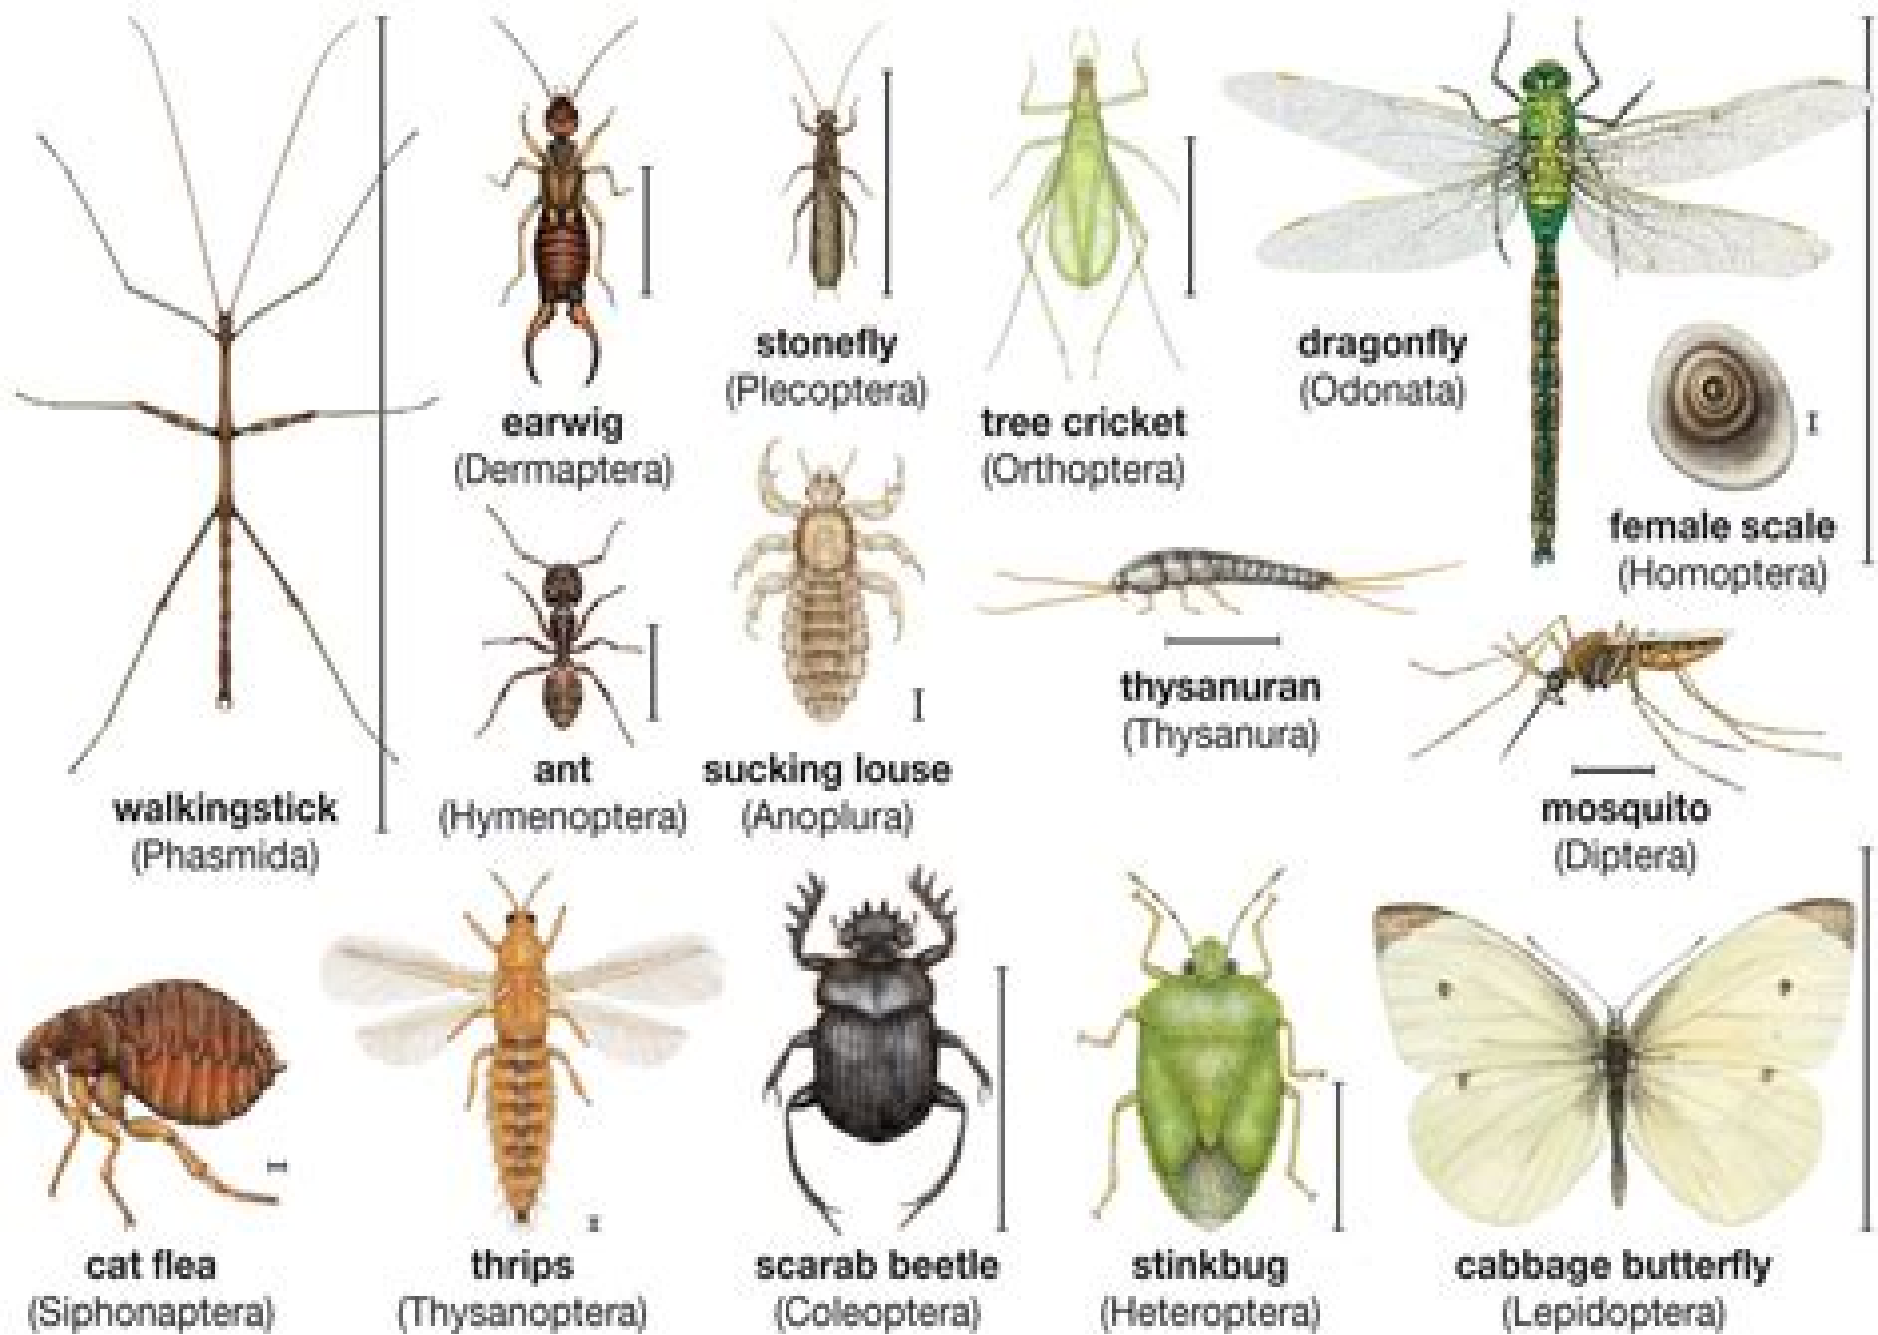 stonefly
(Plecoptera)
dragonfly
(Odonata)
earwig
(Dermaptera)
tree cricket
(Orthoptera)
female scale
(Homoptera)
thysanuran
(Thysanura)
walkingstick
(Phasmida)
ant
(Hymenoptera)
sucking louse
(Anoplura)
mosquito
(Diptera)
cat flea
(Siphonaptera)
thrips
(Thysanoptera)
scarab beetle
(Coleoptera)
stinkbug
(Heteroptera)
cabbage butterfly
(Lepidoptera)